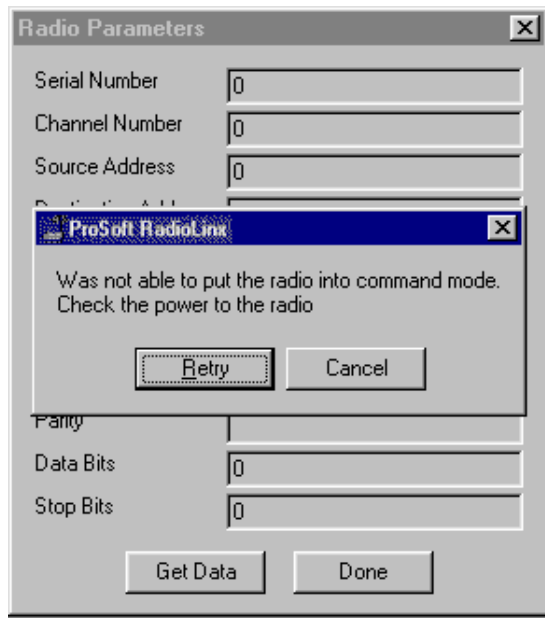 Radio Parameters
Serial Number 0
Channel Number 0
Source Address 0
ProSoft RadioLinx
Was not able to put the radio into command mode.
Check the power to the radio
Retry Cancel
Parity
Data Bits 0
Stop Bits 0
Get Data Done